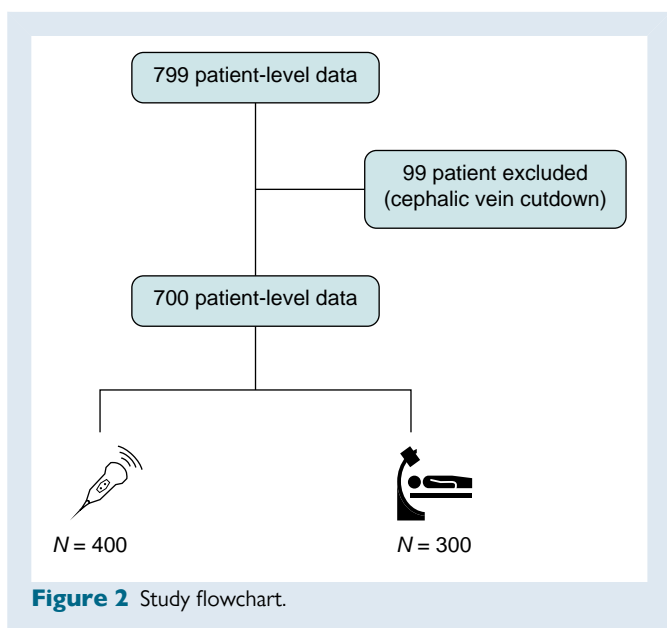 799 patient-level data
99 patient excluded
(cephalic vein cutdown)
700 patient-level data
N = 400
N = 300
Figure 2 Study flowchart.